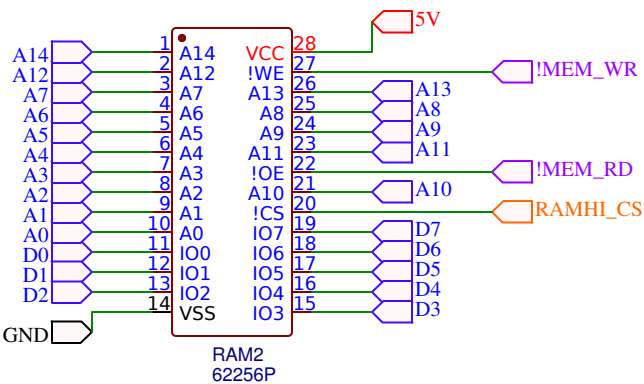 5V
1 A14 VCC 28
A14
2 A12 !WE 27 !MEM_WR
A12
3 A7 A13 26 A13
A7
4 A6 A8 25 A8
A6
5 A5 A9 24 A9
A5
6 A4 A11 23 A11
A4
7 A3 !OE 22 !MEM_RD
A3
8 A2 A10 21 A10
A2
9 A1 !CS 20 RAMHI_CS
A1
10 A0 IO7 19 D7
A0
11 IO0 IO6 18 D6
D0
12 IO1 IO5 17 D5
D1
13 IO2 IO4 16 D4
D2
14 VSS IO3 15 D3
GND
RAM2
62256P